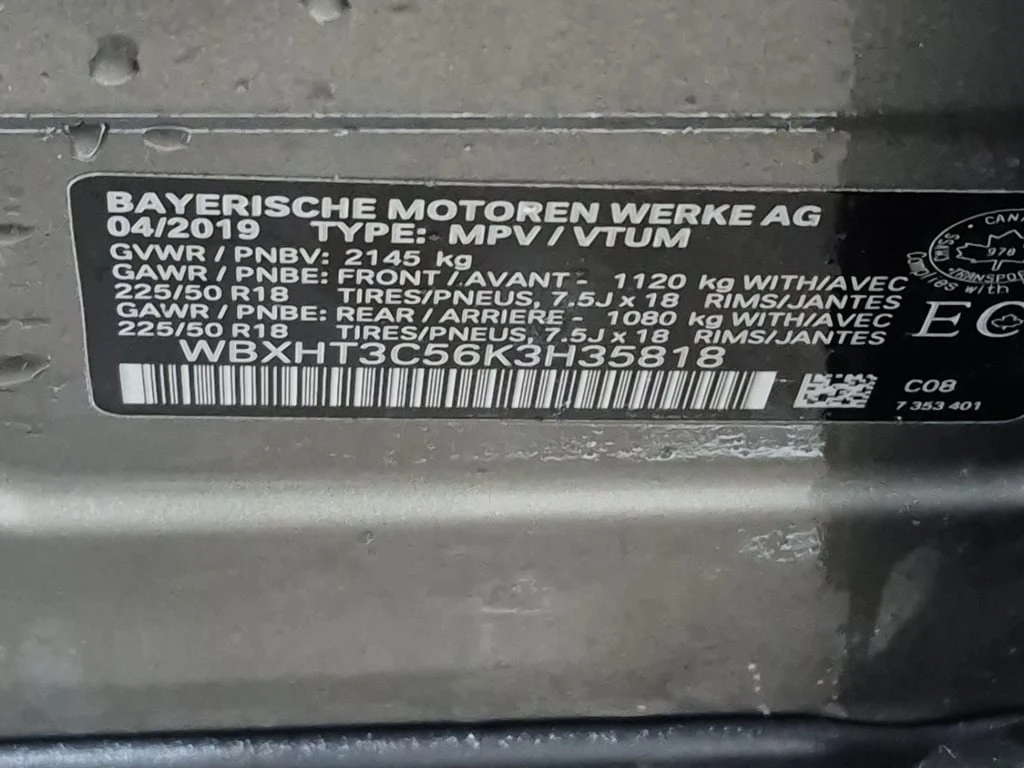 BAYERISCHE MOTOREN WERKE AG
04/2019 TYPE: MPV / VTUM
GVWR / PNBV: 2145 kg
GAWR / PNBE: FRONT / AVANT - 1120 kg WITH/AVEC
225/50 R18 TIRES/PNEUS, 7.5J x 18 RIMS/JANTES
GAWR / PNBE: REAR / ARRIERE - 1080 kg WITH/AVEC
225/50 R18 TIRES/PNEUS, 7.5J x 18 RIMS/JANTES
WBXHT3C56K3H35818
978
EC
C08
7 353 401